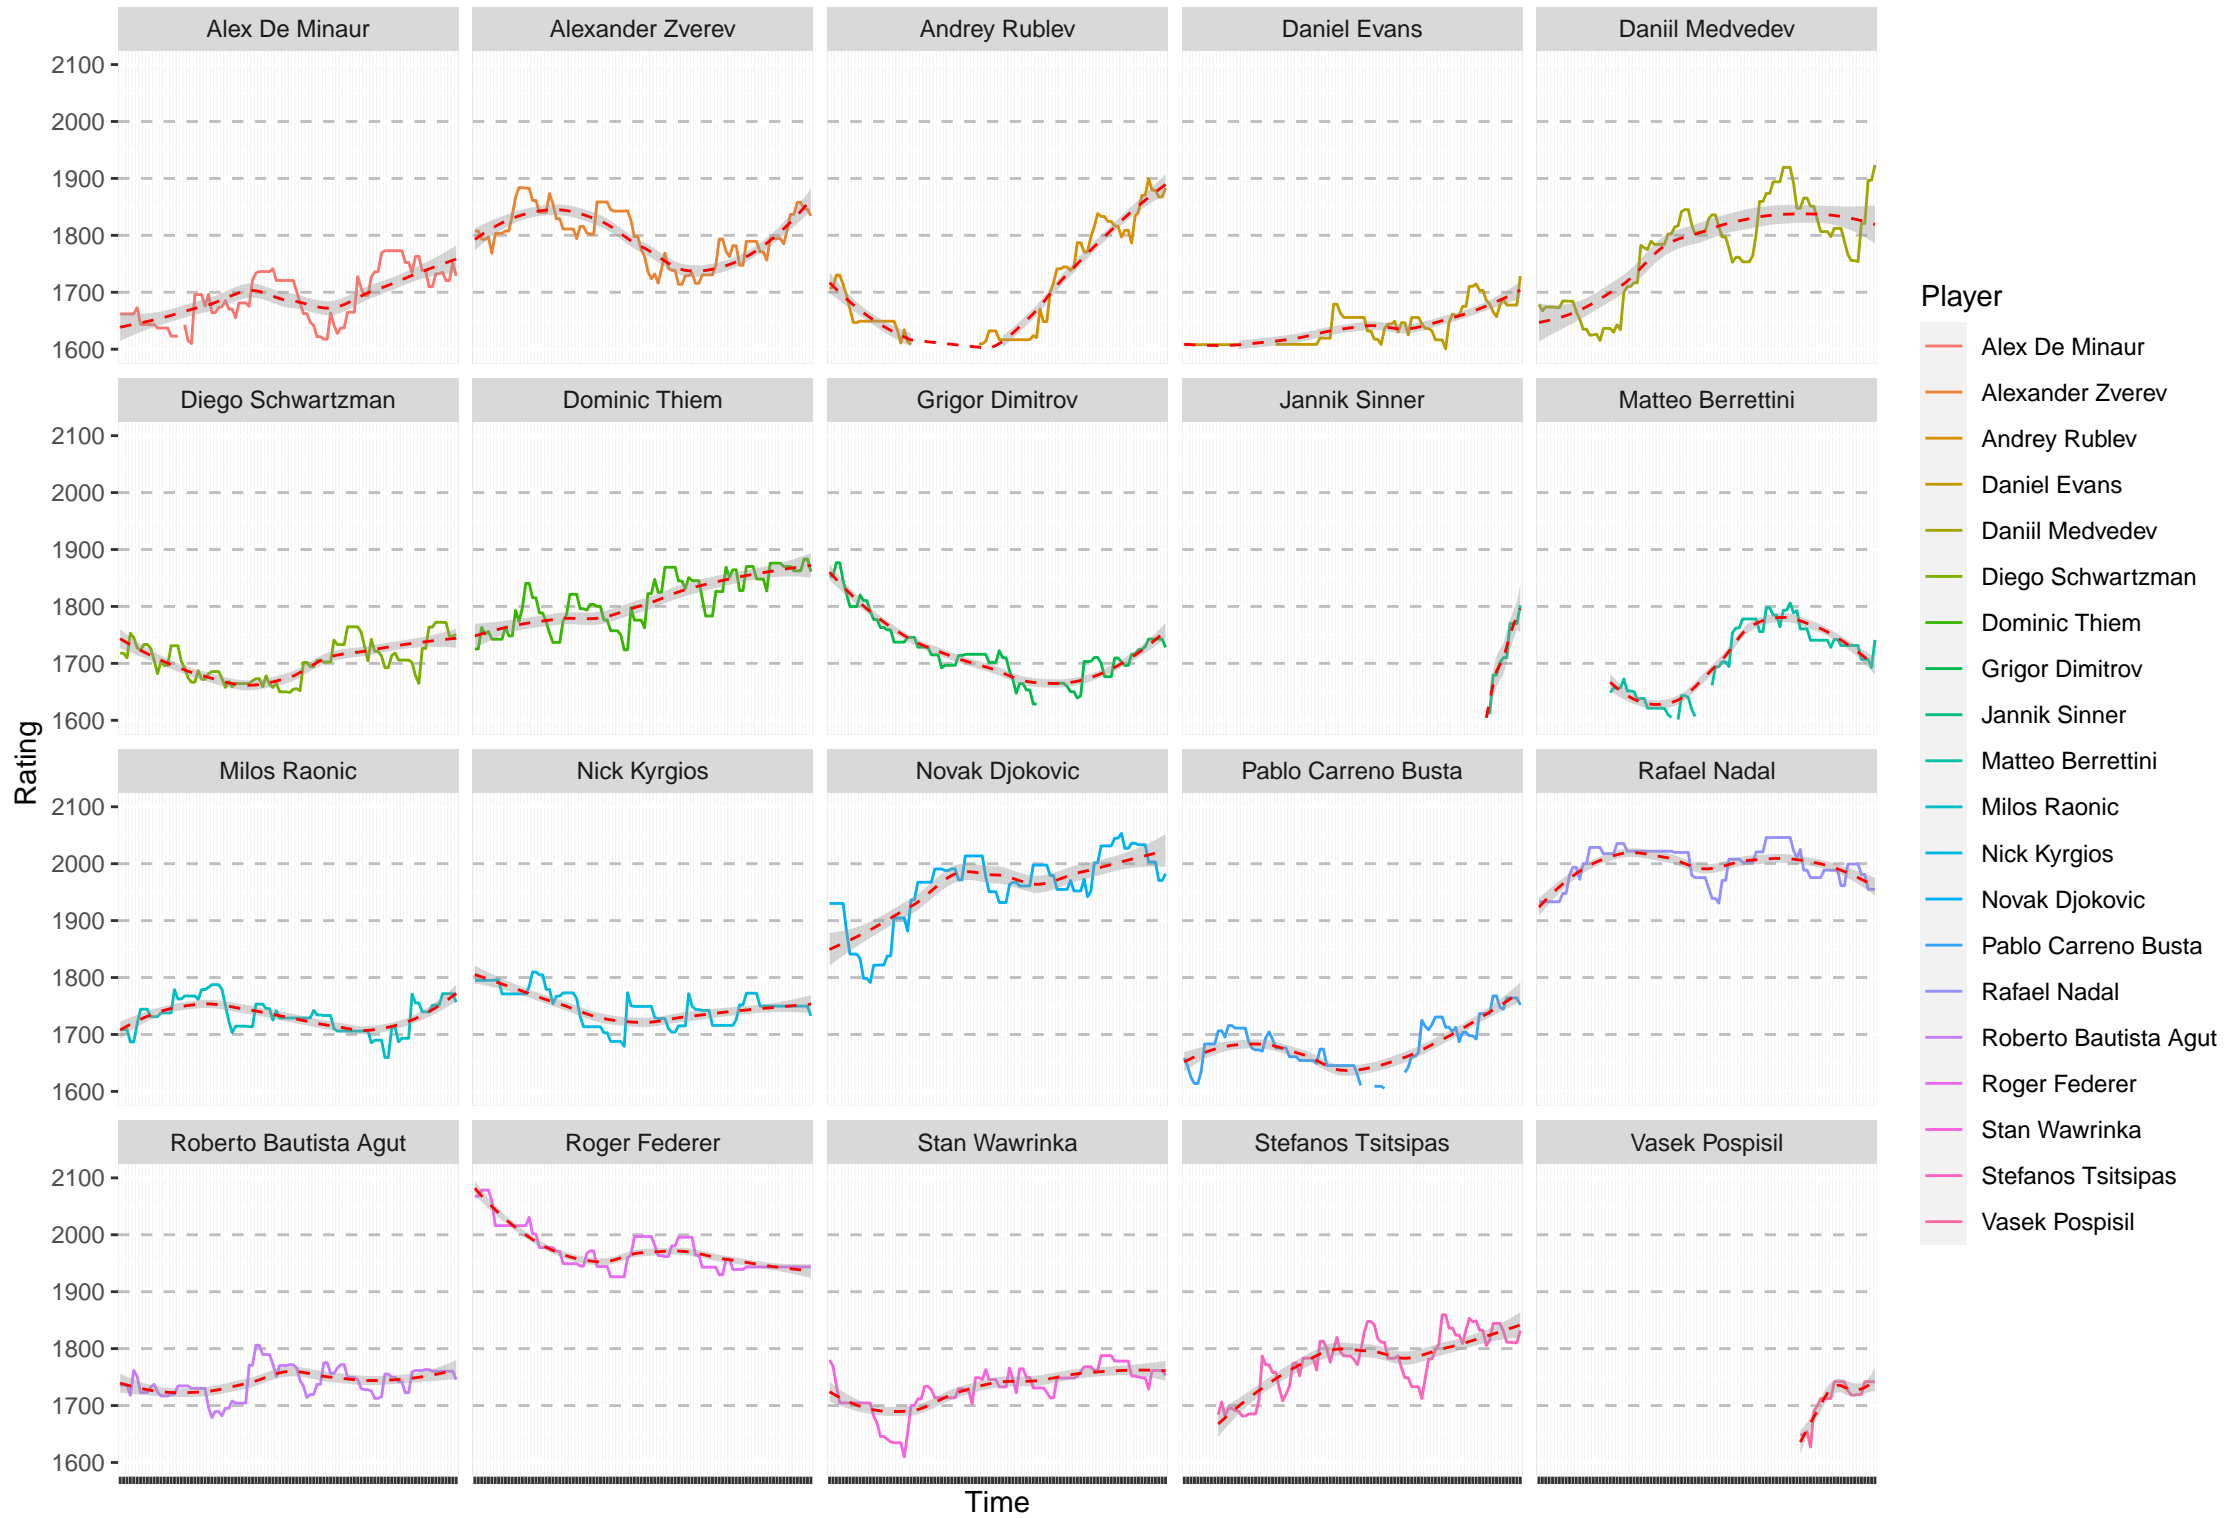 Alex De Minaur
Alexander Zverev
Andrey Rublev
Daniel Evans
Daniil Medvedev
2100
2000
1900
1800
1700
1600
Diego Schwartzman
Dominic Thiem
Grigor Dimitrov
Jannik Sinner
Matteo Berrettini
2100
2000
1900
1800
1700
1600
Rating
Milos Raonic
Nick Kyrgios
Novak Djokovic
Pablo Carreno Busta
Rafael Nadal
2100
2000
1900
1800
1700
1600
Roberto Bautista Agut
Roger Federer
Stan Wawrinka
Stefanos Tsitsipas
Vasek Pospisil
2100
2000
1900
1800
1700
1600
Time
Player
Alex De Minaur
Alexander Zverev
Andrey Rublev
Daniel Evans
Daniil Medvedev
Diego Schwartzman
Dominic Thiem
Grigor Dimitrov
Jannik Sinner
Matteo Berrettini
Milos Raonic
Nick Kyrgios
Novak Djokovic
Pablo Carreno Busta
Rafael Nadal
Roberto Bautista Agut
Roger Federer
Stan Wawrinka
Stefanos Tsitsipas
Vasek Pospisil